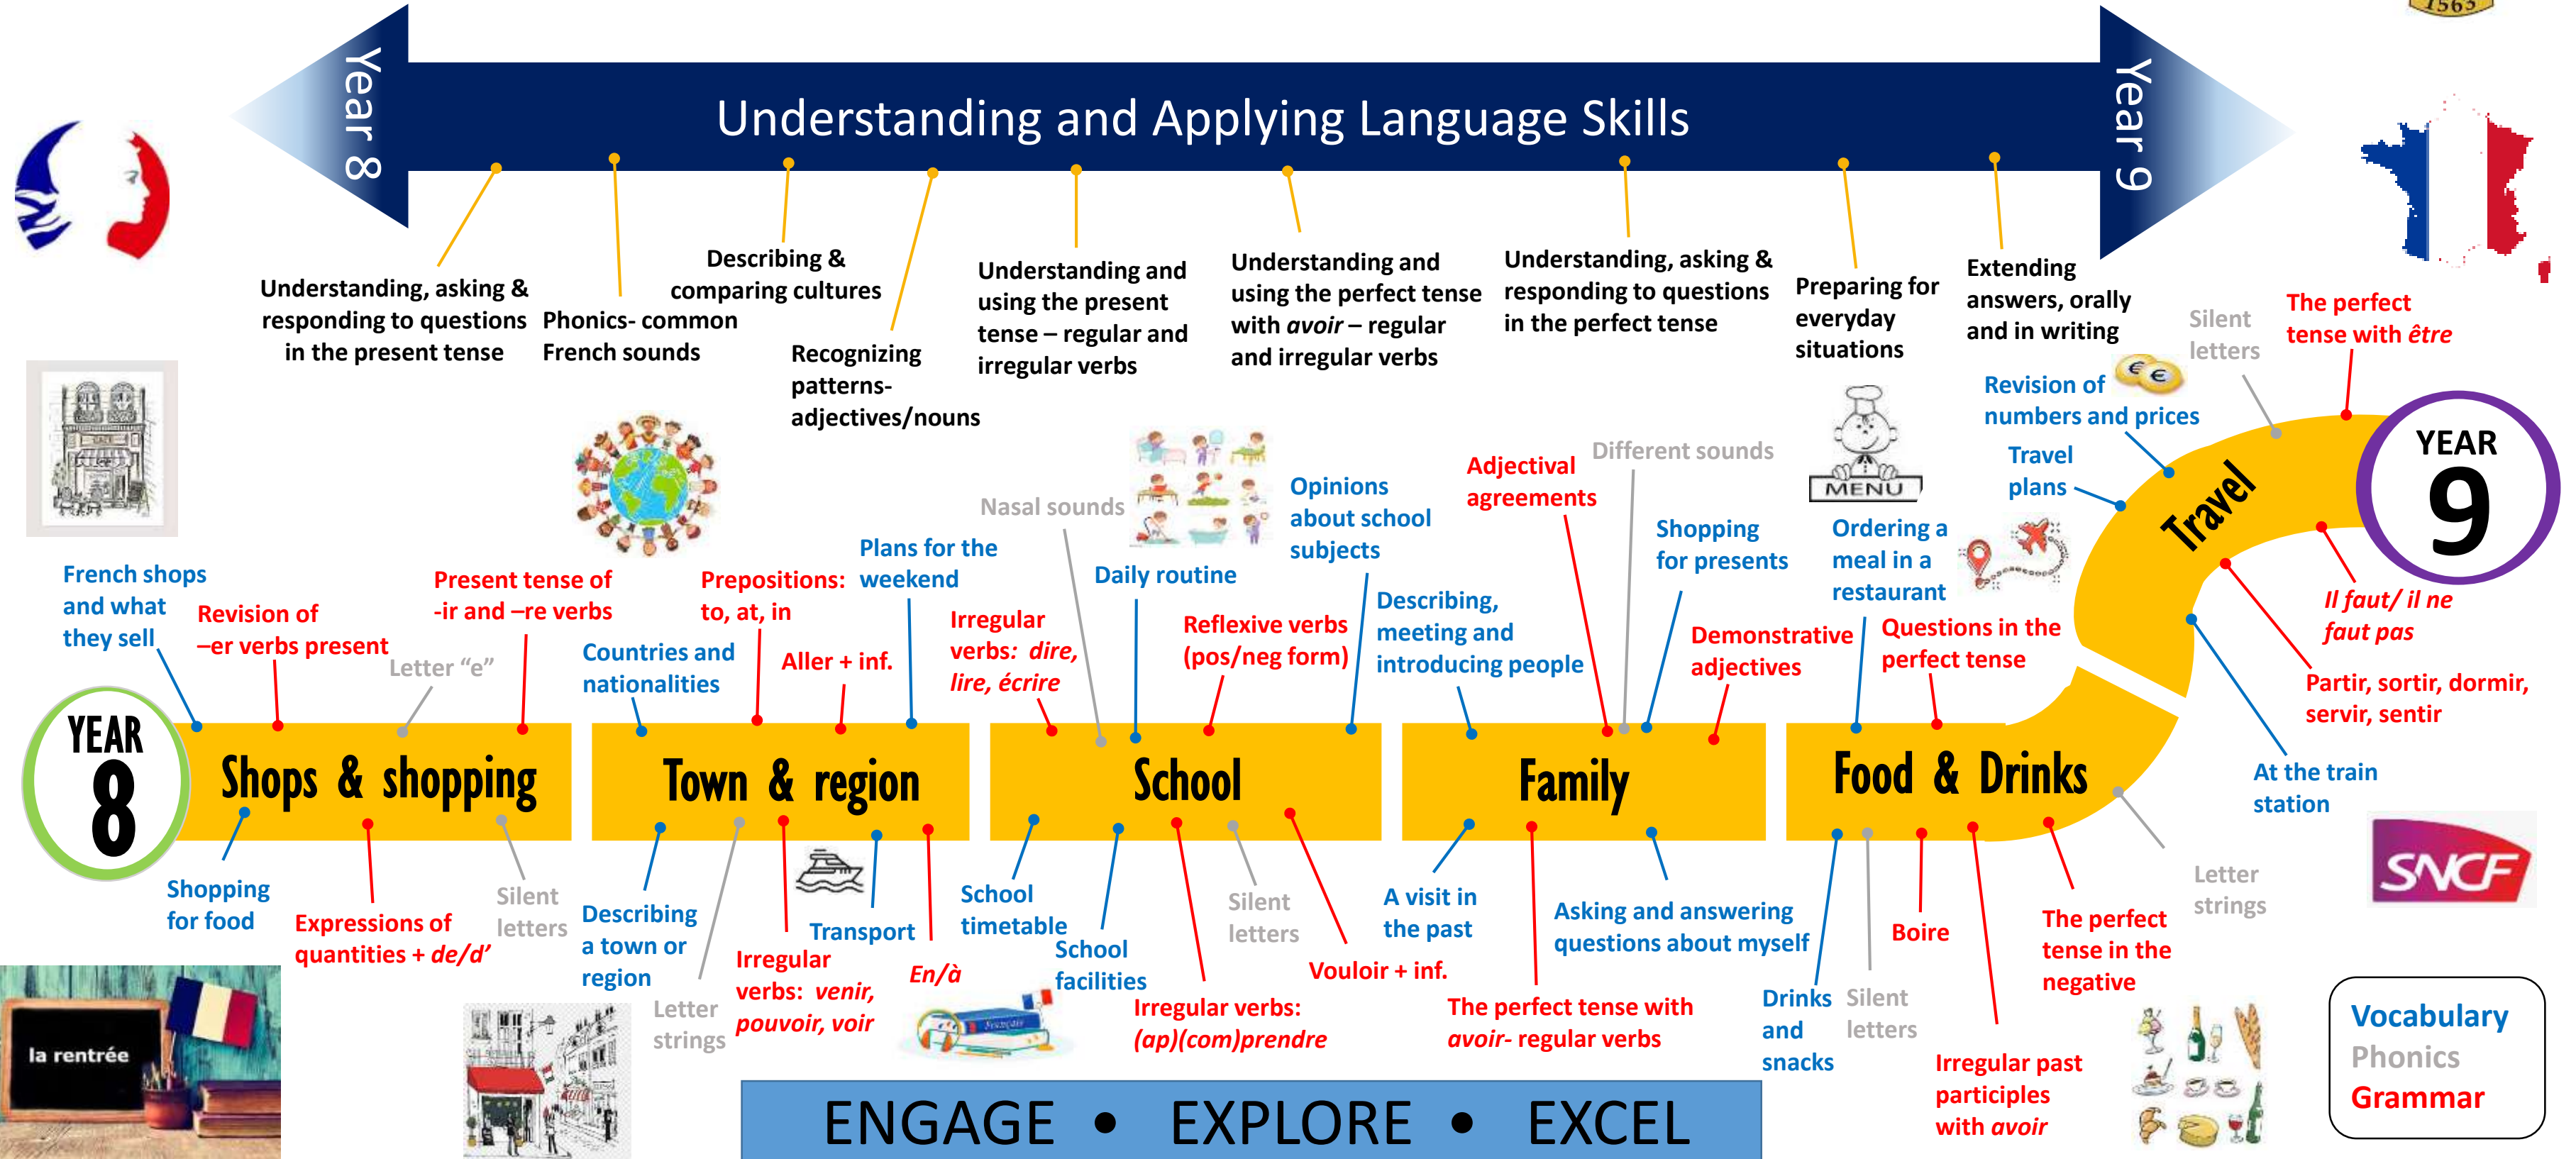 1563
Year 8
Understanding and Applying Language Skills
Year 9
Understanding, asking &
responding to questions
in the present tense
Phonics- common
French sounds
Describing &
comparing cultures
Recognizing
patterns-
adjectives/nouns
Understanding and
using the present
tense – regular and
irregular verbs
Understanding and
using the perfect tense
with avoir – regular
and irregular verbs
Understanding, asking &
responding to questions
in the perfect tense
Preparing for
everyday
situations
Extending
answers, orally
and in writing
French shops
and what
they sell
Revision of
–er verbs present
Letter “e”
Present tense of
-ir and –re verbs
Countries and
nationalities
Prepositions:
to, at, in
Aller + inf.
Plans for the
weekend
Irregular
verbs: dire,
lire, écrire
Nasal sounds
Daily routine
Reflexive verbs
(pos/neg form)
Opinions
about school
subjects
Describing,
meeting and
introducing people
Adjectival
agreements
Different sounds
Shopping
for presents
Demonstrative
adjectives
MENU
Ordering a
meal in a
restaurant
Questions in the
perfect tense
Revision of
numbers and prices
€ €
Travel
plans
Silent
letters
The perfect
tense with être
YEAR
9
Travel
Il faut/ il ne
faut pas
Partir, sortir, dormir,
servir, sentir
At the train
station
YEAR
8
Shops & shopping
Town & region
School
Family
Food & Drinks
Shopping
for food
Expressions of
quantities + de/d’
Silent
letters
Describing
a town or
region
Letter
strings
Irregular
verbs: venir,
pouvoir, voir
Transport
En/à
School
timetable
School
facilities
Irregular verbs:
(ap)(com)prendre
Silent
letters
Vouloir + inf.
A visit in
the past
The perfect tense with
avoir- regular verbs
Asking and answering
questions about myself
Drinks
and
snacks
Silent
letters
Boire
Irregular past
participles
with avoir
The perfect
tense in the
negative
Letter
strings
SNCF
la rentrée
Français
ENGAGE • EXPLORE • EXCEL
Vocabulary
Phonics
Grammar